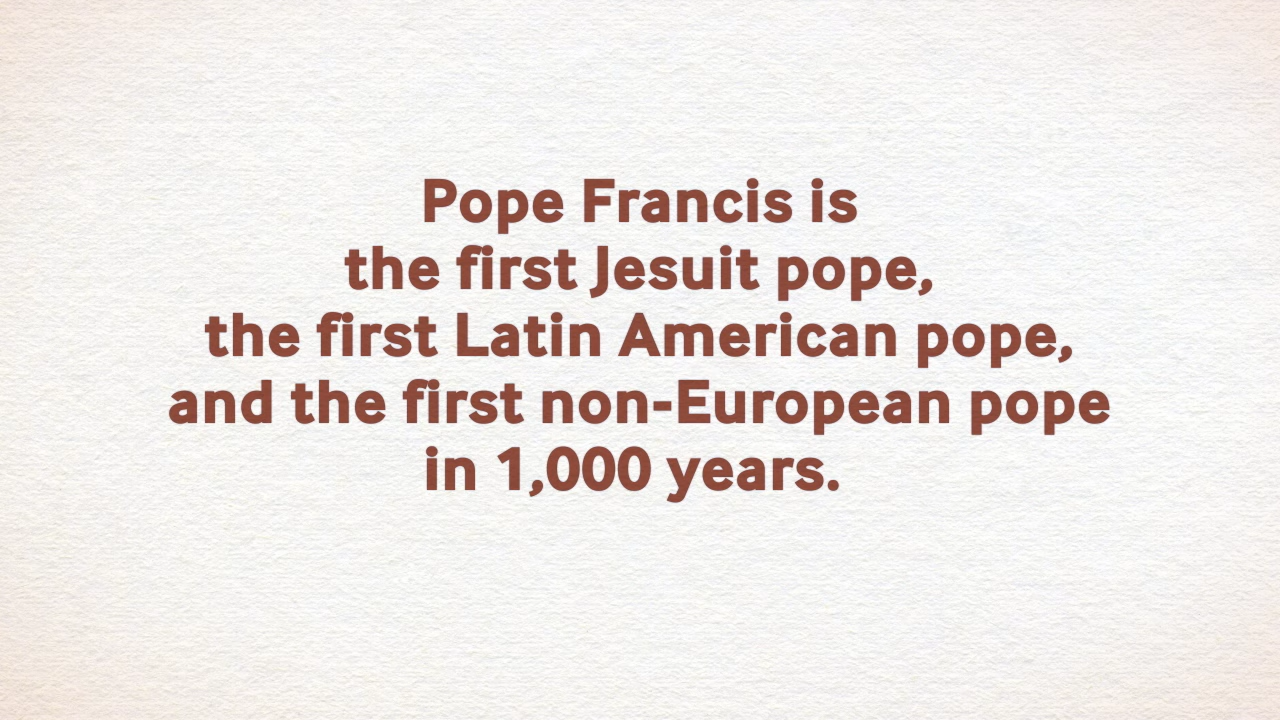 Pope Francis is
the first Jesuit pope,
the first Latin American pope,
and the first non-European pope
in 1,000 years.